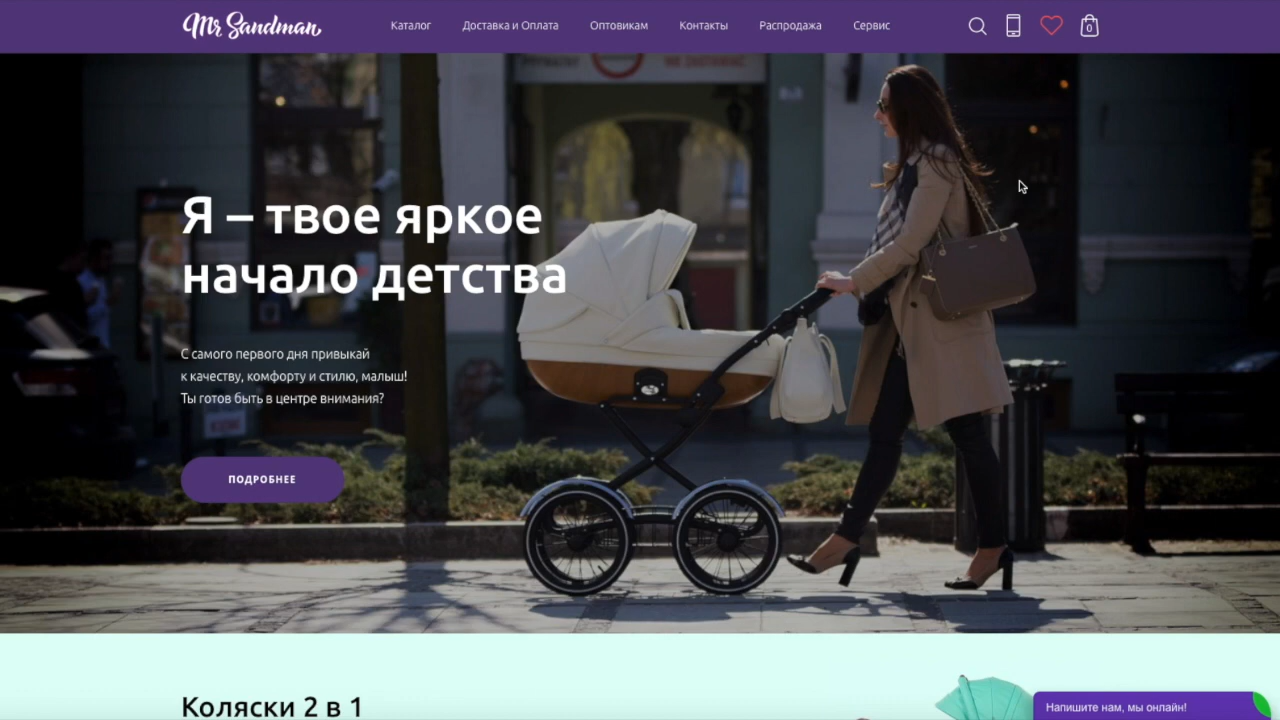 Mr Sandman
Каталог
Доставка и Оплата
Оптовикам
Контакты
Распродажа
Сервис
0
Я – твое яркое
начало детства
С самого первого дня привыкай
к качеству, комфорту и стилю, малыш!
Ты готов быть в центре внимания?
ПОДРОБНЕЕ
Коляски 2 в 1
Напишите нам, мы онлайн!